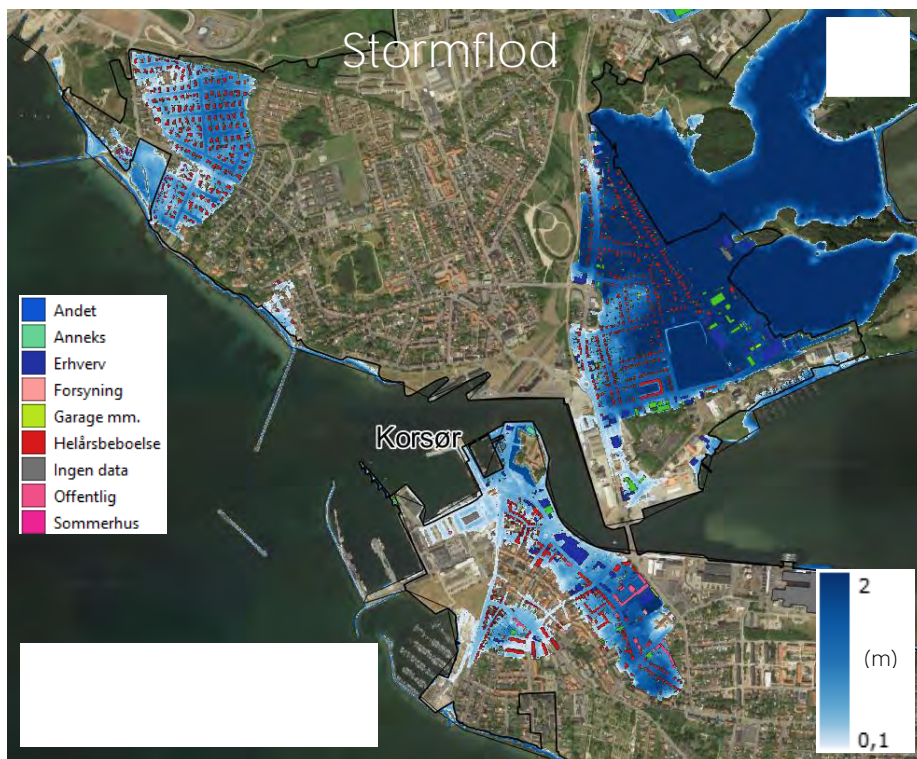 Stormflod
Andet
Anneks
Erhverv
Forsyning
Garage mm.
Helårsbeboelse
Ingen data
Offentlig
Sommerhus
Korsør
2
(m)
0,1